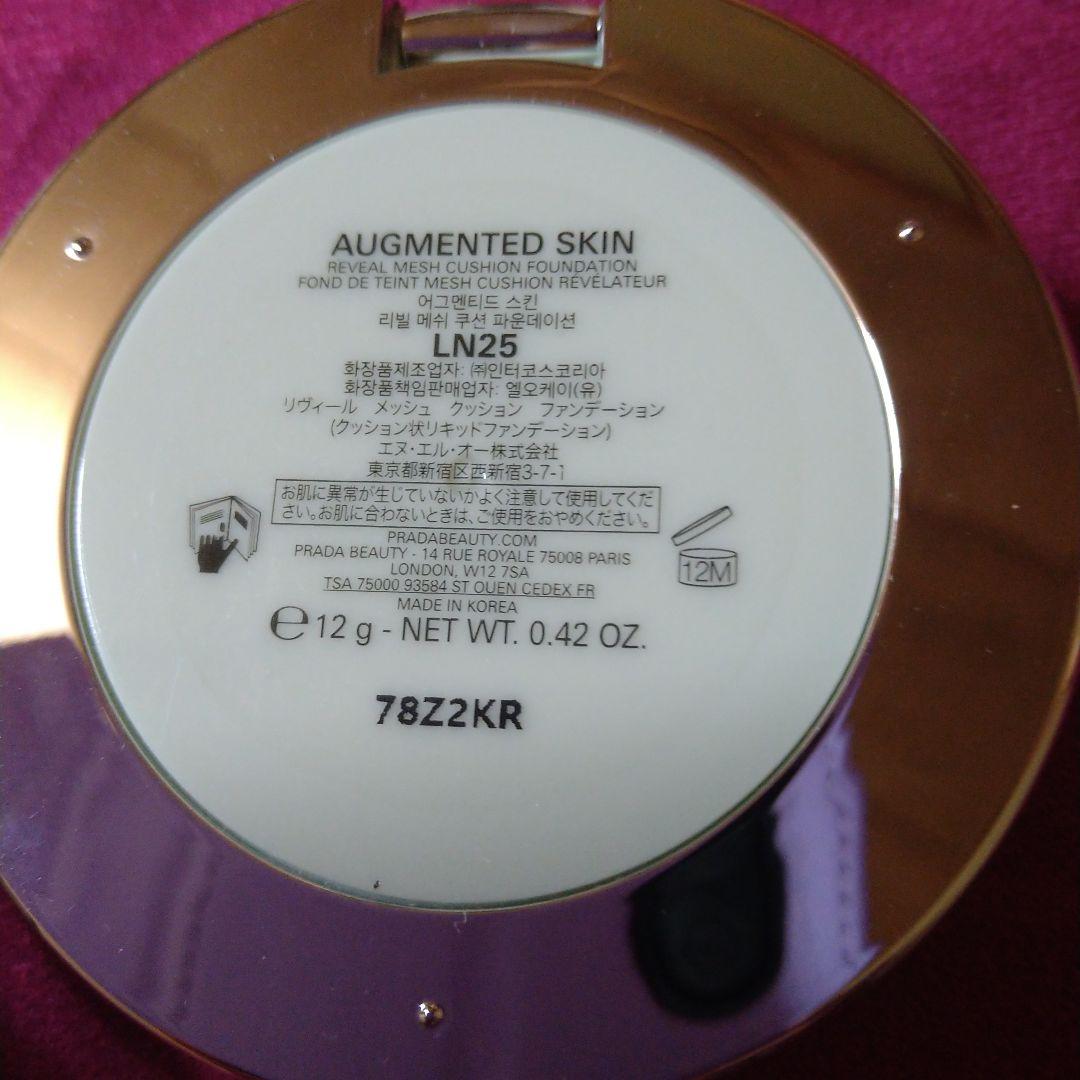 AUGMENTED SKIN
REVEAL MESH CUSHION FOUNDATION
FOND DE TEINT MESH CUSHION RÉVÉLATEUR
어그멘티드 스킨
리빌 메쉬 쿠션 파운데이션
LN25
화장품제조업자: ㈜인터코스코리아
화장품책임판매업자: 엘오케이(유)
リヴィール メッシュ クッション ファンデーション
(クッション状リキッドファンデーション)
エヌ・エル・オー株式会社
東京都新宿区西新宿3-7-1
お肌に異常が生じていないかよく注意して使用してくだ
さい。お肌に合わないときは、ご使用をおやめください。
PRADABEAUTY.COM
PRADA BEAUTY - 14 RUE ROYALE 75008 PARIS
LONDON, W12 7SA
TSA 75000 93584 ST OUEN CEDEX FR
MADE IN KOREA
12M
℮ 12 g - NET WT. 0.42 OZ.
78Z2KR